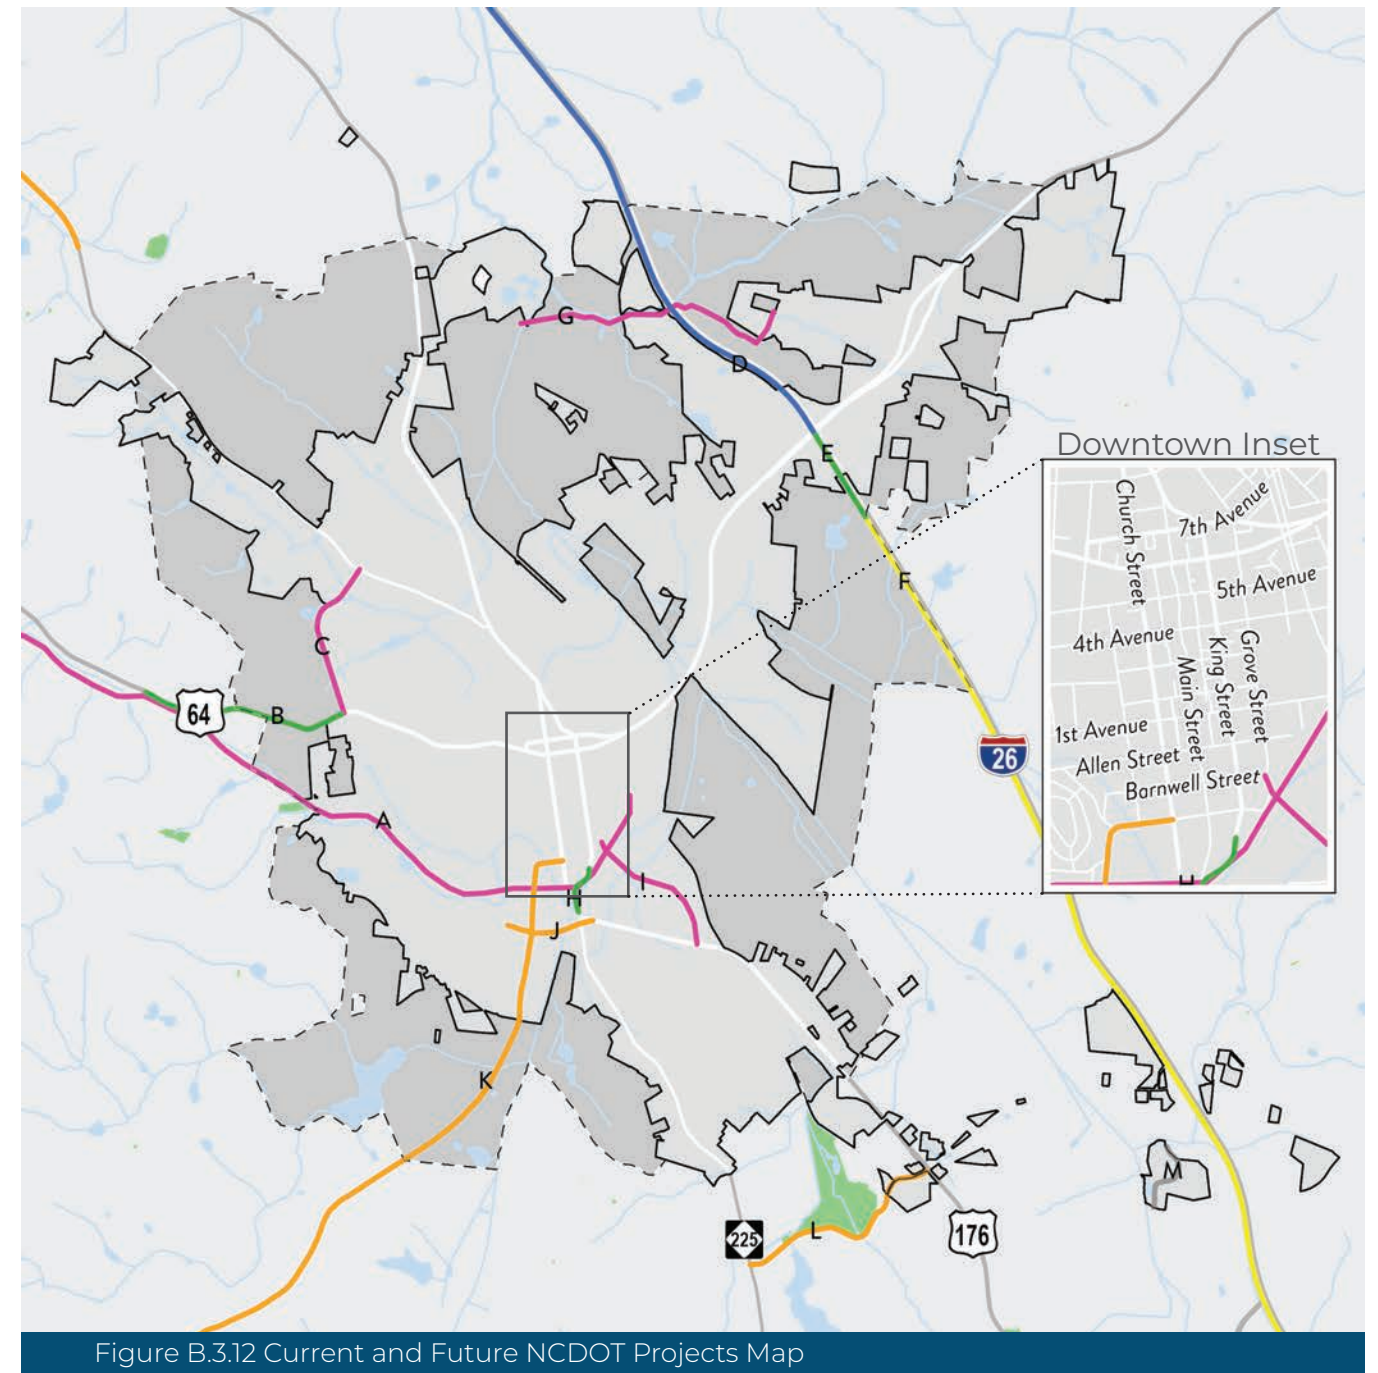 G
D
E
Downtown Inset
Church Street
7th Avenue
5th Avenue
4th Avenue
Grove Street
King Street
Main Street
1st Avenue
Allen Street
Barnwell Street
H
F
C
64
B
26
A
I
H
J
K
M
L
225
176
Figure B.3.12 Current and Future NCDOT Projects Map